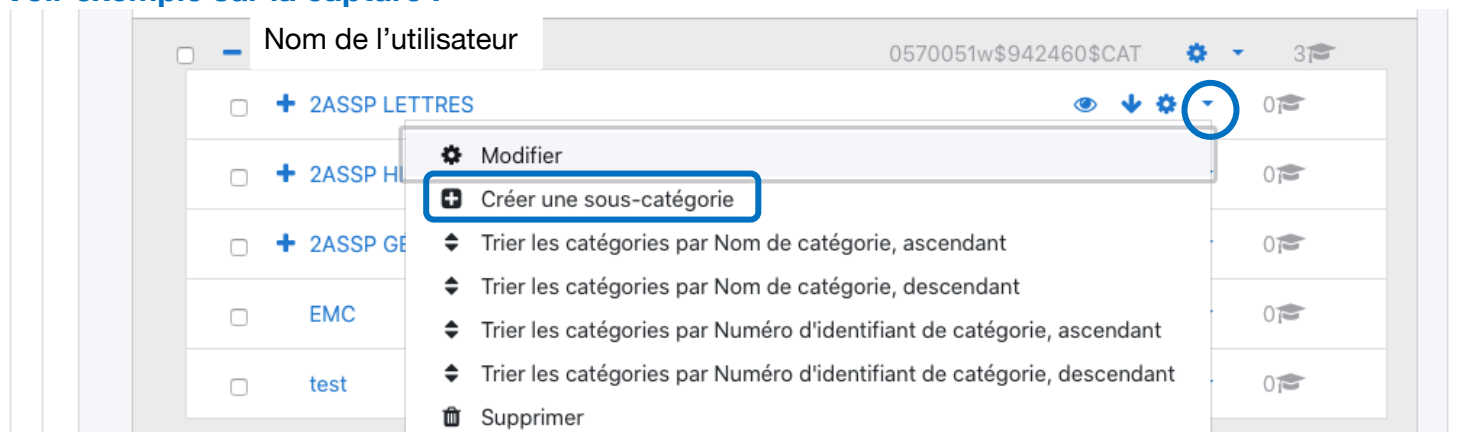 Nom de l’utilisateur 0570051w$942460$CAT 3
2ASSP LETTRES 0
Modifier
2ASSP 0
Créer une sous-catégorie
2ASSP 0
Trier les catégories par Nom de catégorie, ascendant
Trier les catégories par Nom de catégorie, descendant
EMC 0
Trier les catégories par Numéro d'identifiant de catégorie, ascendant
test 0
Trier les catégories par Numéro d'identifiant de catégorie, descendant
Supprimer